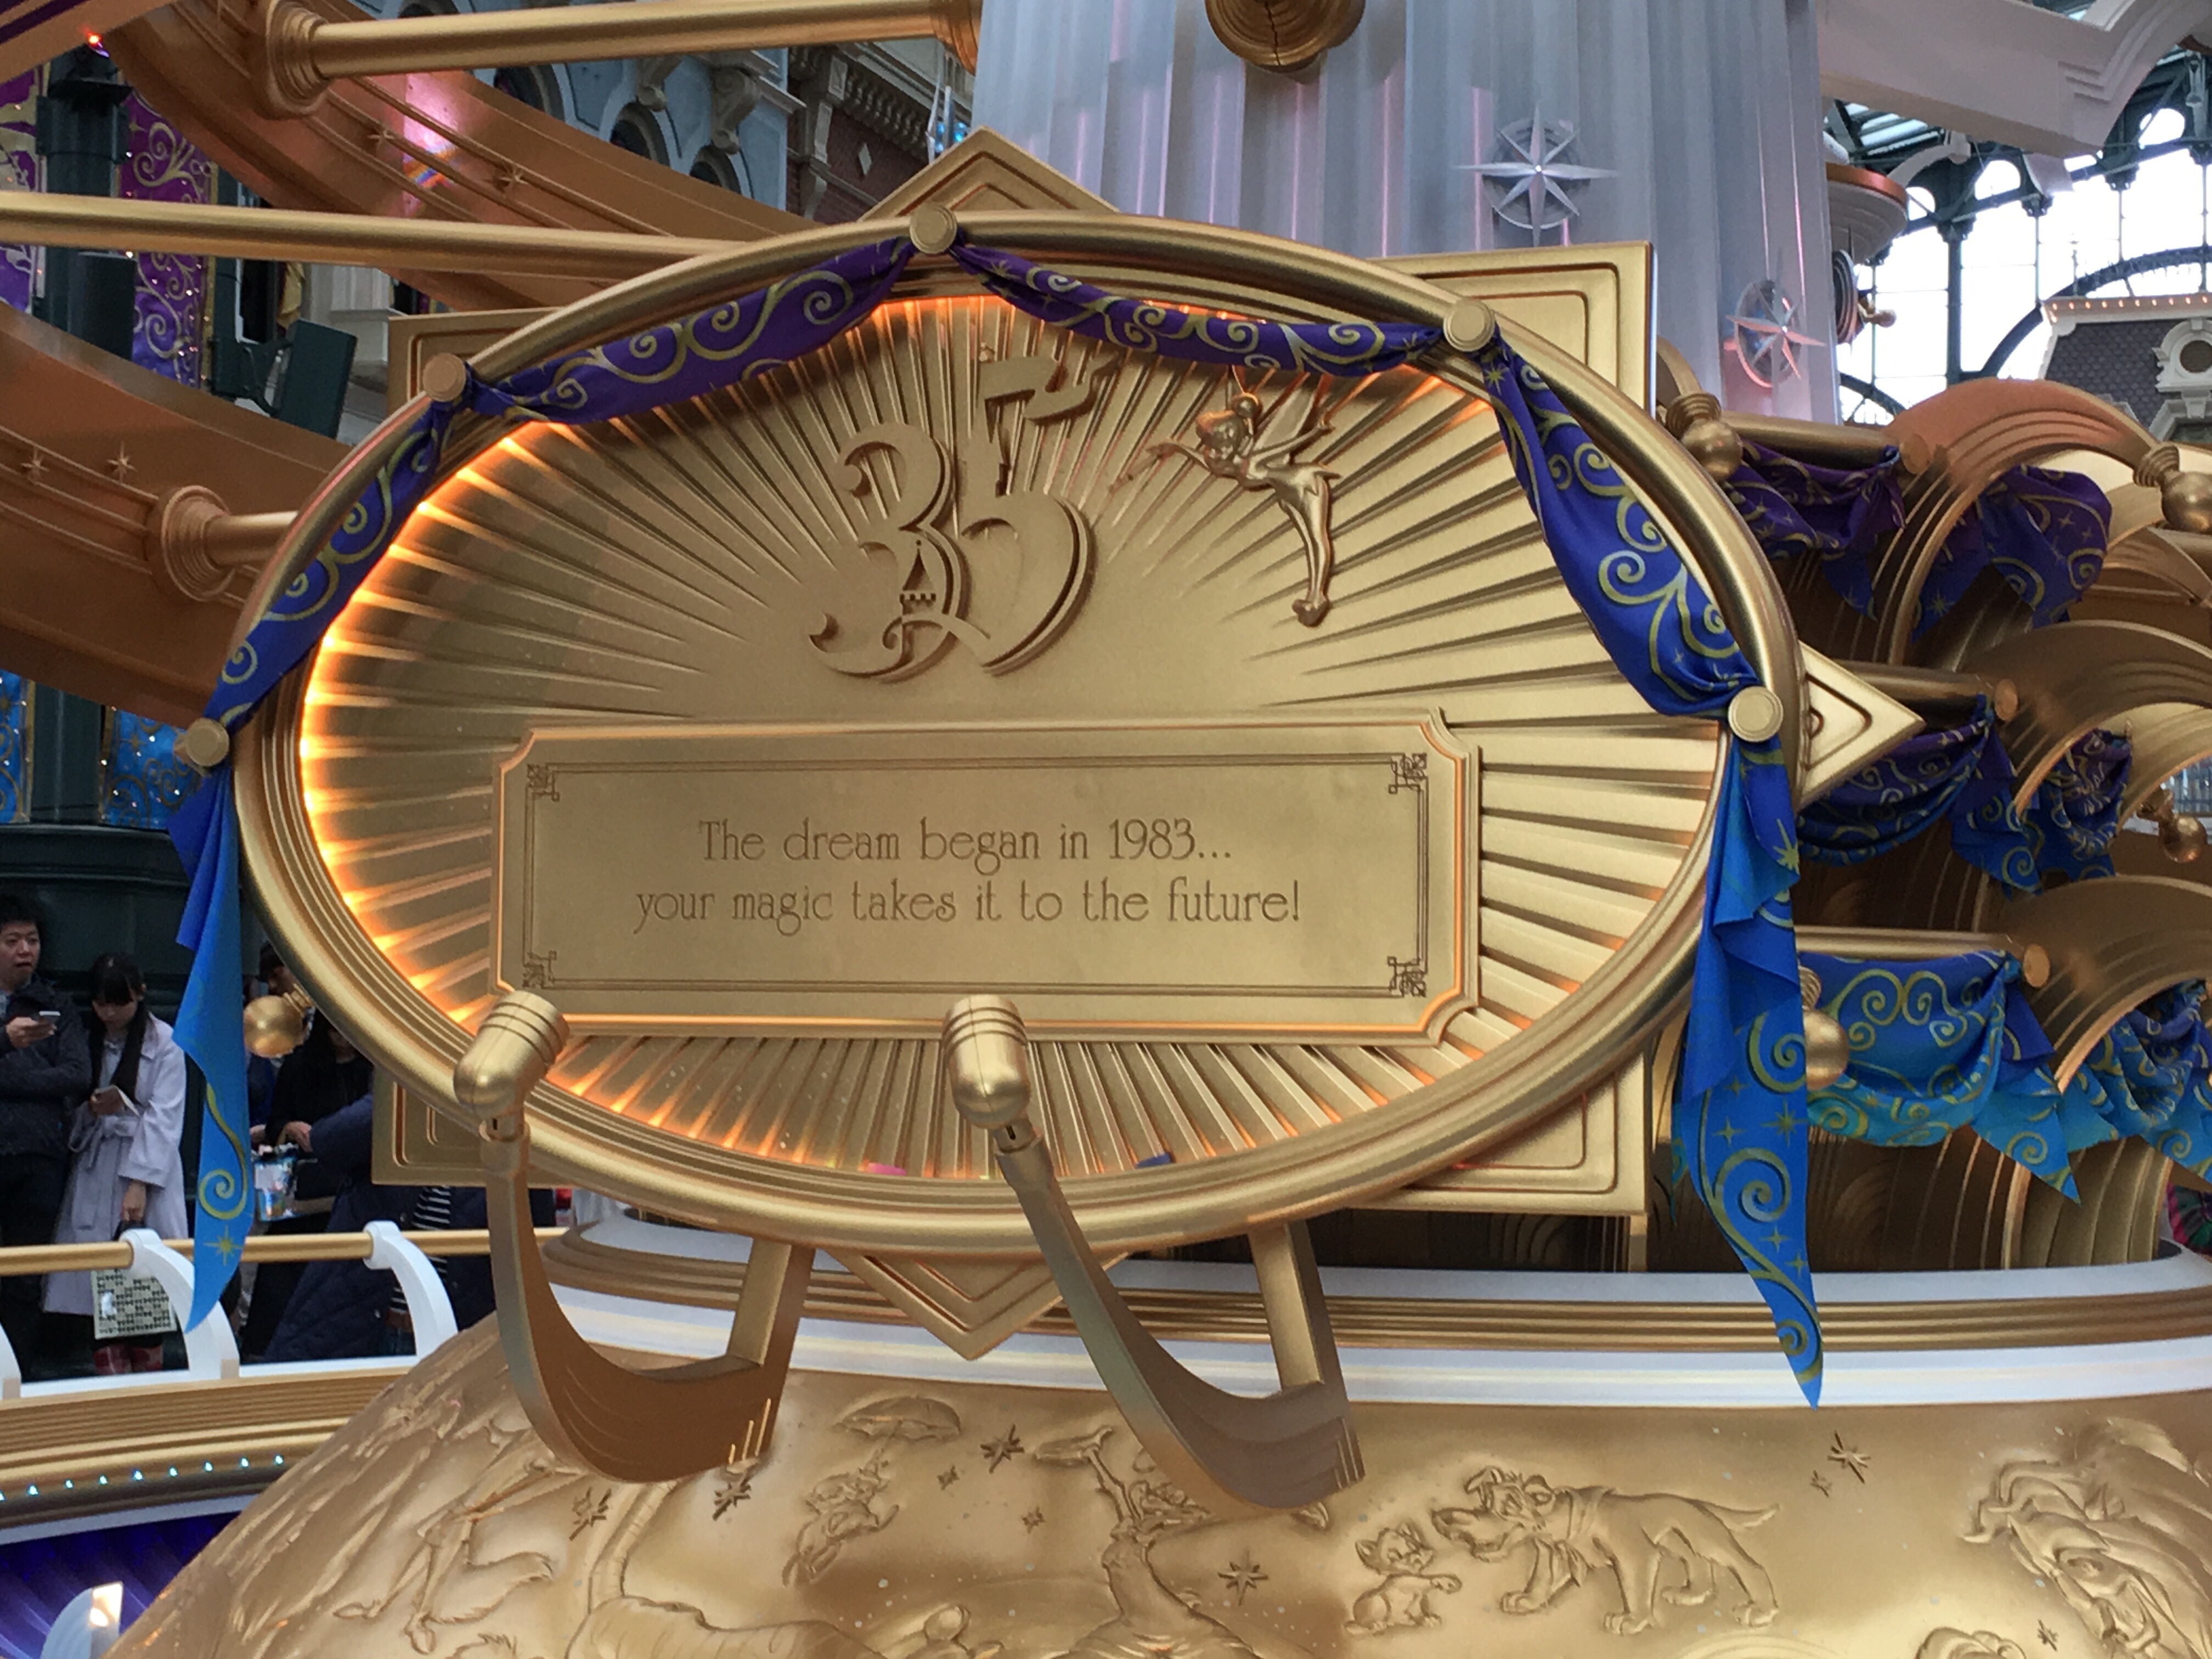 35
The dream began in 1983...
your magic takes it to the future!